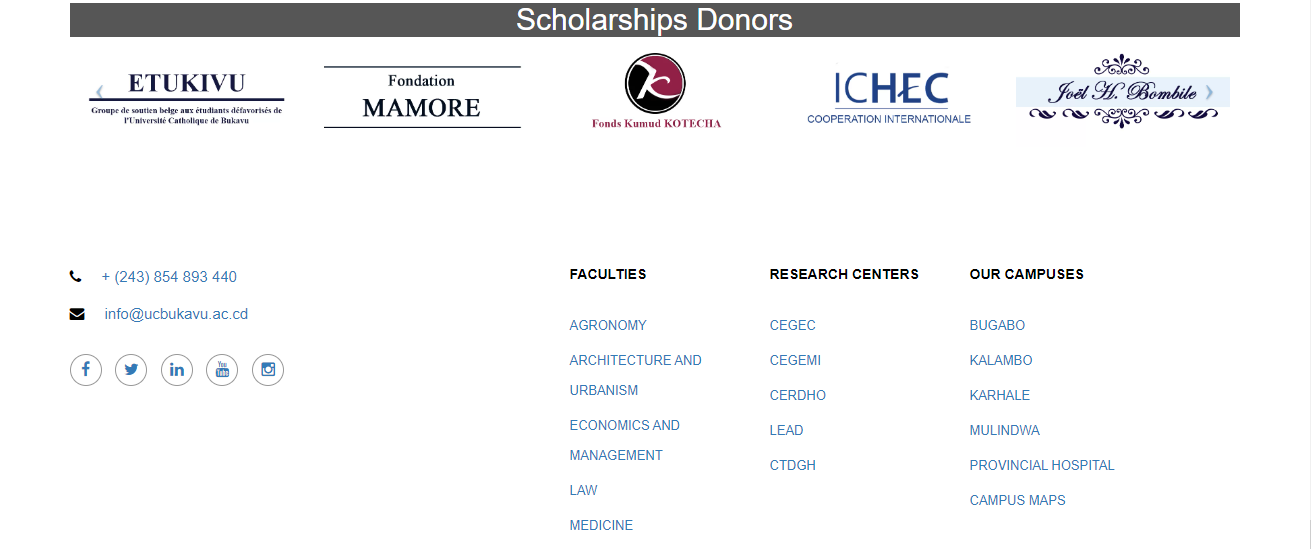 Scholarships Donors
ETUKIVU
Groupe de soutien belge aux étudiants défavorisés de
l'Université Catholique de Bukavu
Fondation
MAMORE
Fonds Kumud KOTECHA
ICHEC
COOPERATION INTERNATIONALE
Joël H. Bombile
+ (243) 854 893 440
info@ucbukavu.ac.cd
You
Tube
FACULTIES
AGRONOMY
ARCHITECTURE AND
URBANISM
ECONOMICS AND
MANAGEMENT
LAW
MEDICINE
RESEARCH CENTERS
CEGEC
CEGEMI
CERDHO
LEAD
CTDGH
OUR CAMPUSES
BUGABO
KALAMBO
KARHALE
MULINDWA
PROVINCIAL HOSPITAL
CAMPUS MAPS